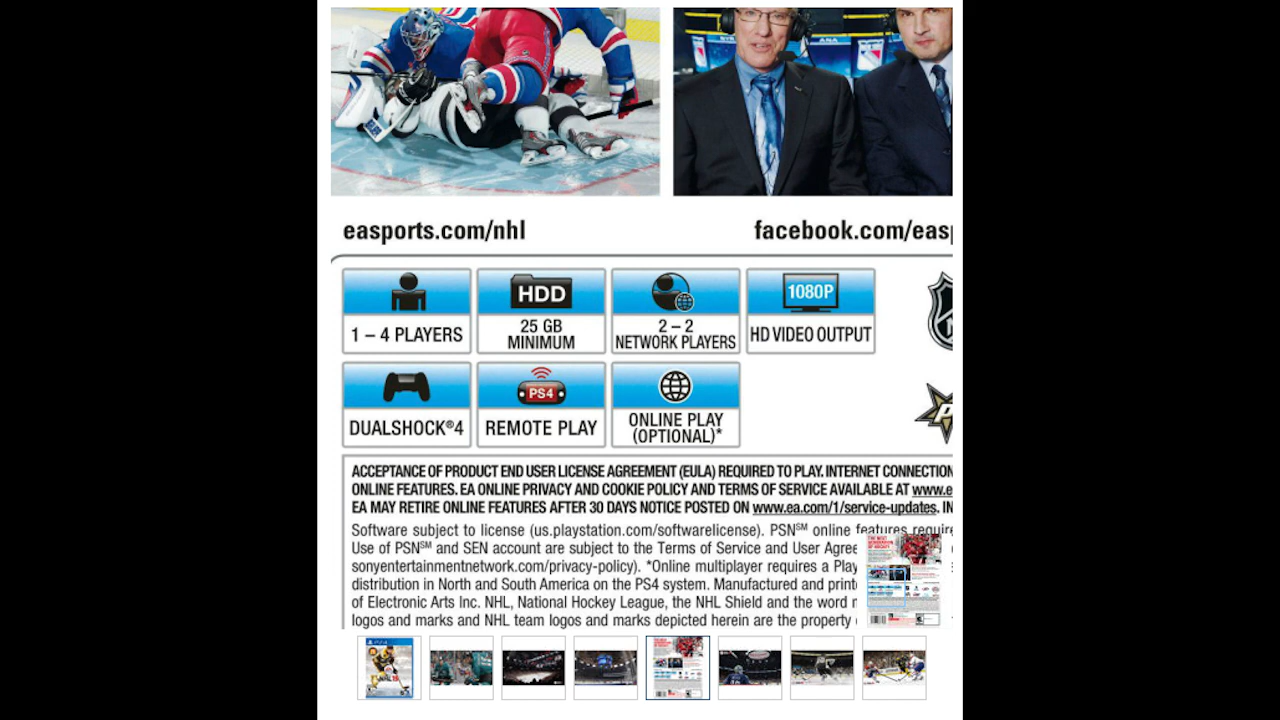 easports.com/nhl
facebook.com/eas
1 – 4 PLAYERS
HDD
25 GB
MINIMUM
2 – 2
NETWORK PLAYERS
1080P
HD VIDEO OUTPUT
DUALSHOCK®4
PS4
REMOTE PLAY
ONLINE PLAY
(OPTIONAL)*
ACCEPTANCE OF PRODUCT END USER LICENSE AGREEMENT (EULA) REQUIRED TO PLAY. INTERNET CONNECTION
ONLINE FEATURES. EA ONLINE PRIVACY AND COOKIE POLICY AND TERMS OF SERVICE AVAILABLE AT www.e
EA MAY RETIRE ONLINE FEATURES AFTER 30 DAYS NOTICE POSTED ON www.ea.com/1/service-updates. IN
Software subject to license (us.playstation.com/softwarelicense). PSN℠ online features require
Use of PSN℠ and SEN account are subject to the Terms of Service and User Agree
sonyentertainmentnetwork.com/privacy-policy). *Online multiplayer requires a Play
distribution in North and South America on the PS4 system. Manufactured and print
of Electronic Arts Inc. NHL, National Hockey League, the NHL Shield and the word
logos and marks and NHL team logos and marks depicted herein are the property